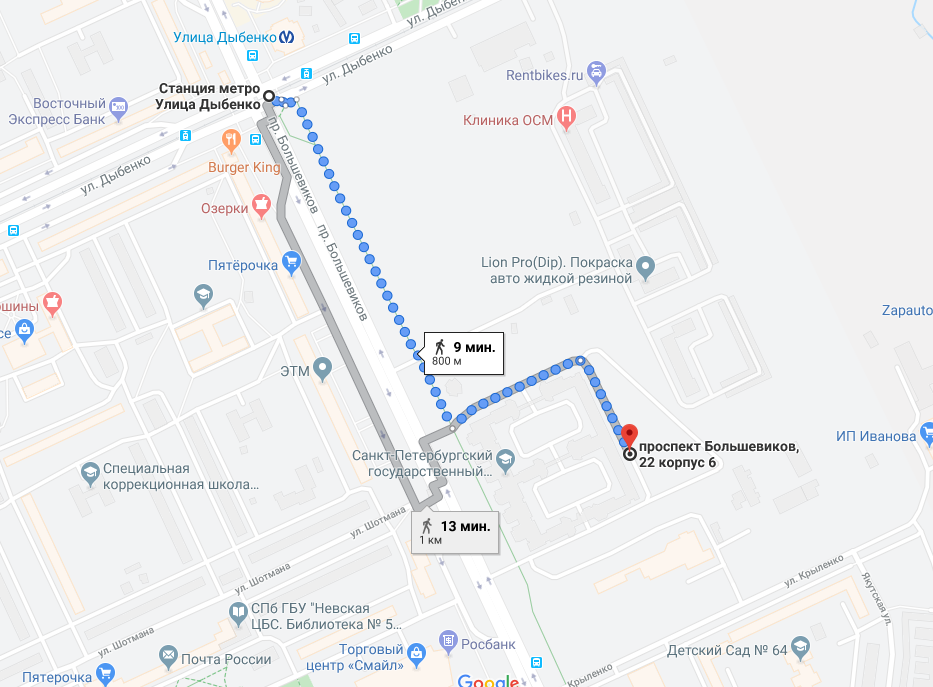 ул. Дыбенко
Улица Дыбенко
ул. Дыбенко
Rentbikes.ru
Станция метро
Улица Дыбенко
Восточный
Экспресс Банк
Клиника ОСМ
пр. Большевиков
Burger King
ул. Дыбенко
Озерки
пр. Большевиков
Пятёрочка
Lion Pro(Dip). Покраска
авто жидкой резиной
Zapauto
9 мин.
800 м
ЭТМ
проспект Большевиков,
22 корпус 6
ИП Иванова
Санкт-Петербургский
государственный...
Специальная
коррекционная школа...
13 мин.
1 км
ул. Шотмана
ул. Шотмана
ул. Крыленко
Якутская ул.
СПб ГБУ "Невская
ЦБС. Библиотека № 5...
ул. Шотмана
Росбанк
Почта России
Торговый
центр «Смайл»
Детский Сад № 64
Крыленко
Пятерочка
Google